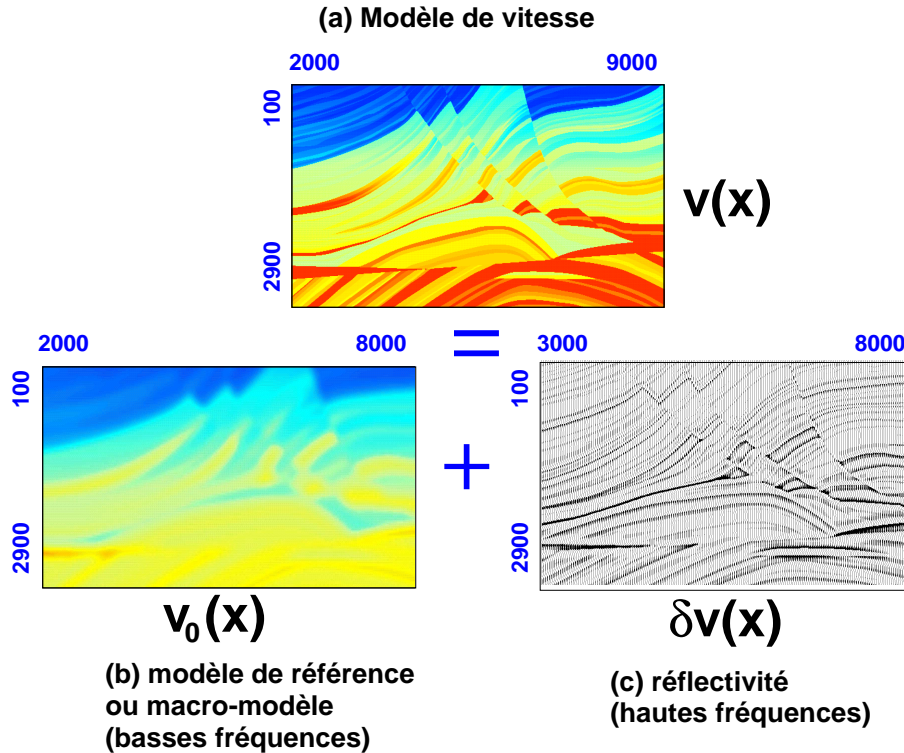 (a) Modèle de vitesse
2000 9000
100
2900
v(x)
=
2000 8000
100
2900
+
3000 8000
100
2900
v0(x)
δv(x)
(b) modèle de référence
ou macro-modèle
(basses fréquences)
(c) réflectivité
(hautes fréquences)